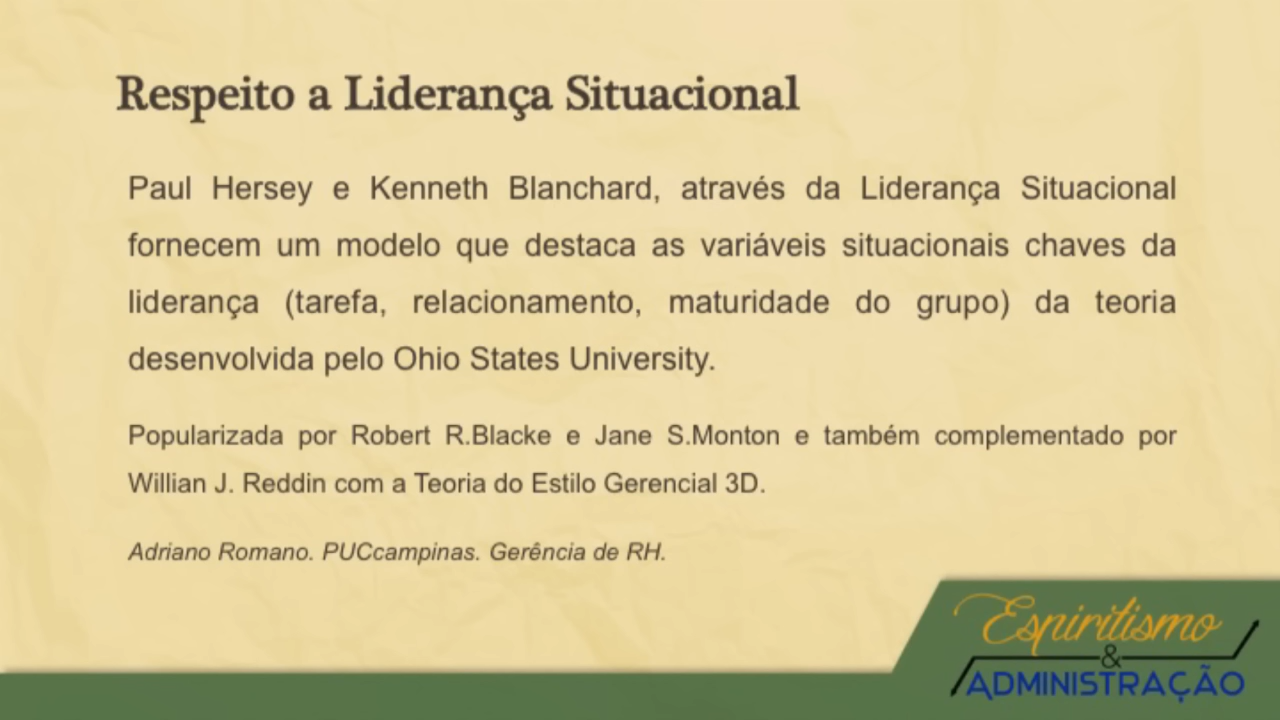 Respeito a Liderança Situacional
Paul Hersey e Kenneth Blanchard, através da Liderança Situacional
fornecem um modelo que destaca as variáveis situacionais chaves da
liderança (tarefa, relacionamento, maturidade do grupo) da teoria
desenvolvida pelo Ohio States University.
Popularizada por Robert R.Blacke e Jane S.Monton e também complementado por
Willian J. Reddin com a Teoria do Estilo Gerencial 3D.
Adriano Romano. PUCcampinas. Gerência de RH.
Espiritismo
&
ADMINISTRAÇÃO